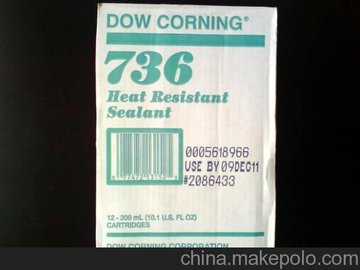 DOW CORNING®
736
Heat Resistant
Sealant
0005618966
USE BY 09DEC11
#2086433
12 - 300 mL (10.1 U.S. FL OZ)
CARTRIDGES
DOW CORNING CORPORATION
china.makepolo.com